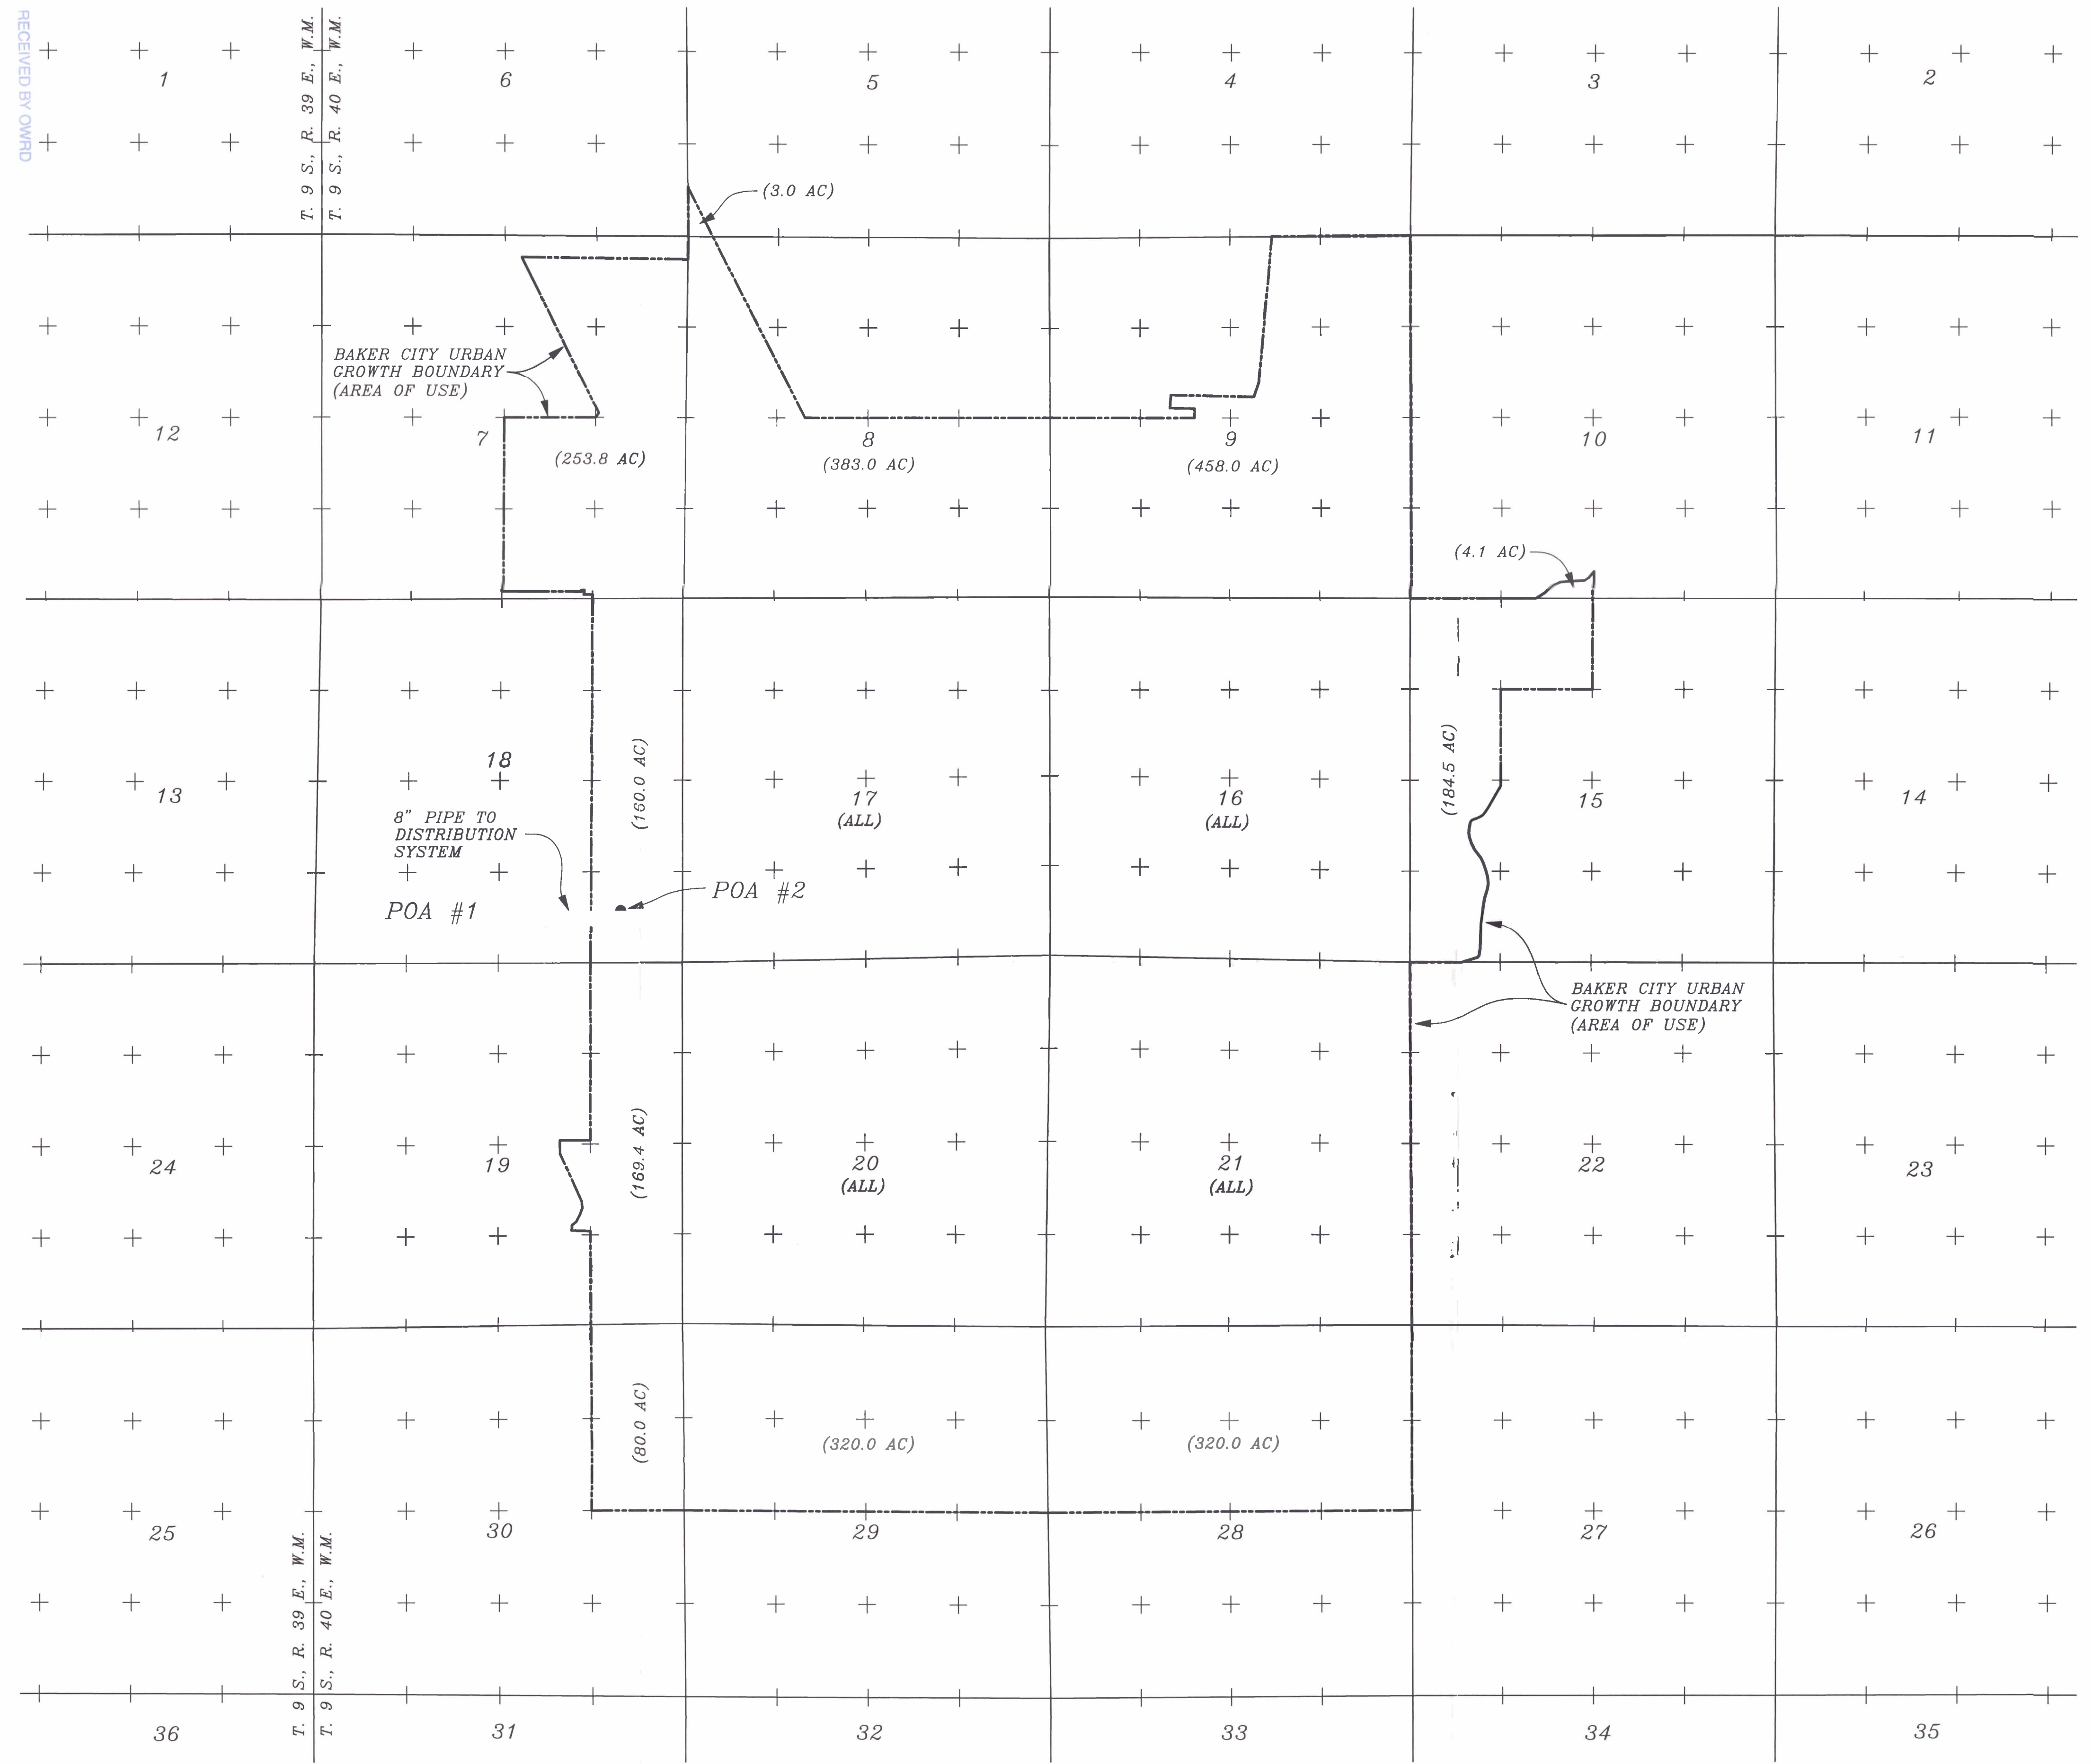 RECEIVED BY OWRD
T. 9 S., R. 39 E., W.M.
T. 9 S., R. 40 E., W.M.
1
6
5
4
3
2
(3.0 AC)
BAKER CITY URBAN
GROWTH BOUNDARY
(AREA OF USE)
12
7
8
9
10
11
(253.8 AC)
(383.0 AC)
(458.0 AC)
(4.1 AC)
(160.0 AC)
(184.5 AC)
13
18
17
(ALL)
16
(ALL)
15
14
8" PIPE TO
DISTRIBUTION
SYSTEM
POA #1
POA #2
BAKER CITY URBAN
GROWTH BOUNDARY
(AREA OF USE)
24
19
(169.4 AC)
20
(ALL)
21
(ALL)
22
23
(80.0 AC)
(320.0 AC)
(320.0 AC)
25
30
29
28
27
26
T. 9 S., R. 39 E., W.M.
T. 9 S., R. 40 E., W.M.
36
31
32
33
34
35